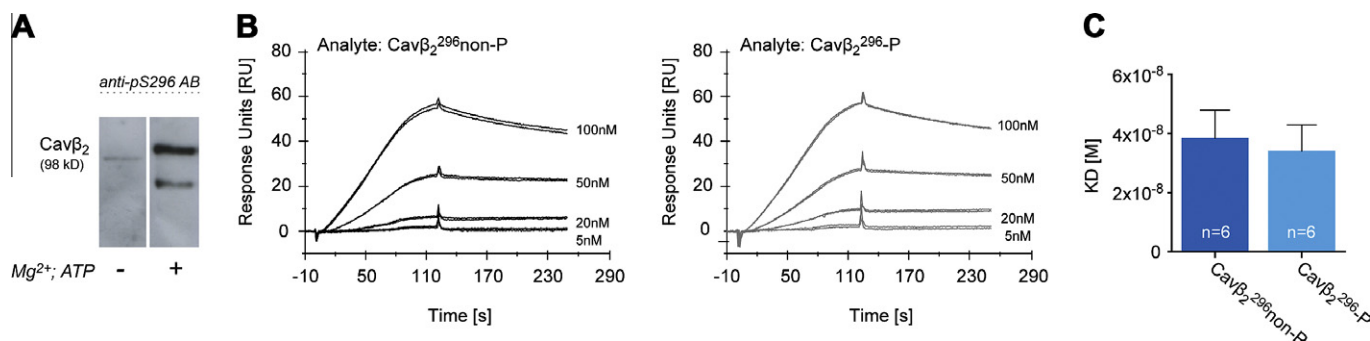 A
anti-pS296 AB
Cavβ₂
(98 kD)
Mg²⁺; ATP - +
B
Analyte: Cavβ₂²⁹⁶non-P
Response Units [RU]
80
60
40
20
0
100nM
50nM
20nM
5nM
-10 50 110 170 230 290
Time [s]
Analyte: Cavβ₂²⁹⁶-P
Response Units [RU]
80
60
40
20
0
100nM
50nM
20nM
5nM
-10 50 110 170 230 290
Time [s]
C
KD [M]
6x10⁻⁸
4x10⁻⁸
2x10⁻⁸
0
n=6 n=6
Cavβ₂²⁹⁶non-P
Cavβ₂²⁹⁶-P